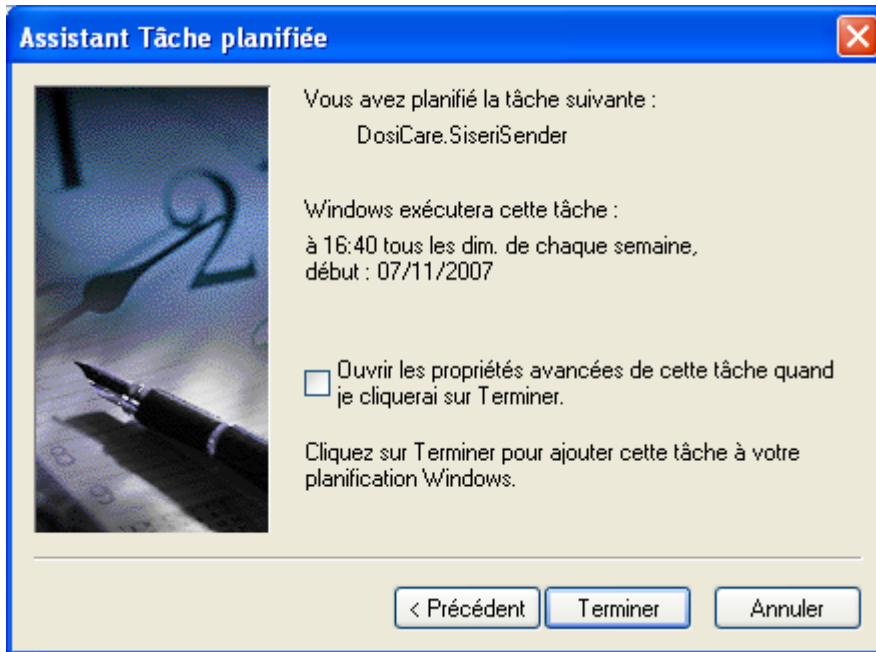 Assistant Tâche planifiée
Vous avez planifié la tâche suivante :
DosiCare.SiseriSender
Windows exécutera cette tâche :
à 16:40 tous les dim. de chaque semaine,
début : 07/11/2007
Ouvrir les propriétés avancées de cette tâche quand
je cliquerai sur Terminer.
Cliquez sur Terminer pour ajouter cette tâche à votre
planification Windows.
< Précédent Terminer Annuler